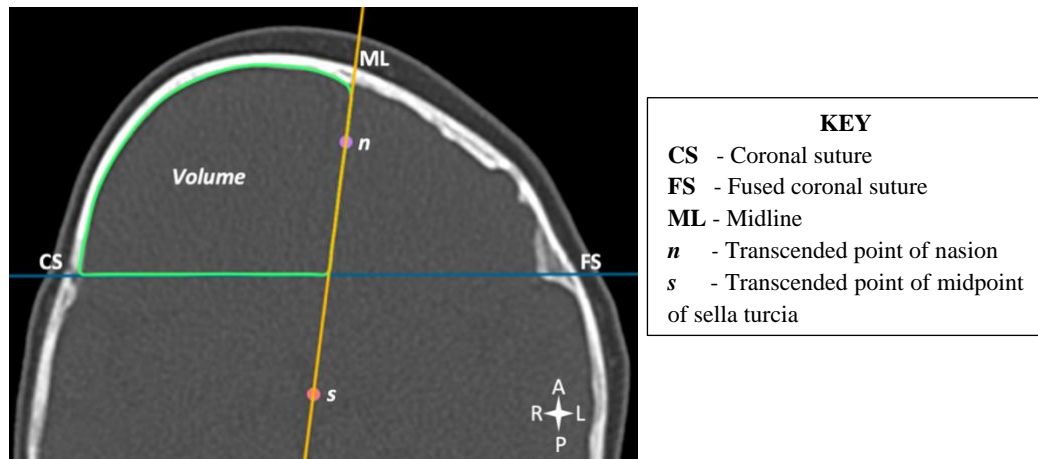 ML
n
Volume
CS
FS
s
A
R L
P
KEY
CS - Coronal suture
FS - Fused coronal suture
ML - Midline
n - Transcended point of nasion
s - Transcended point of midpoint
of sella turcia